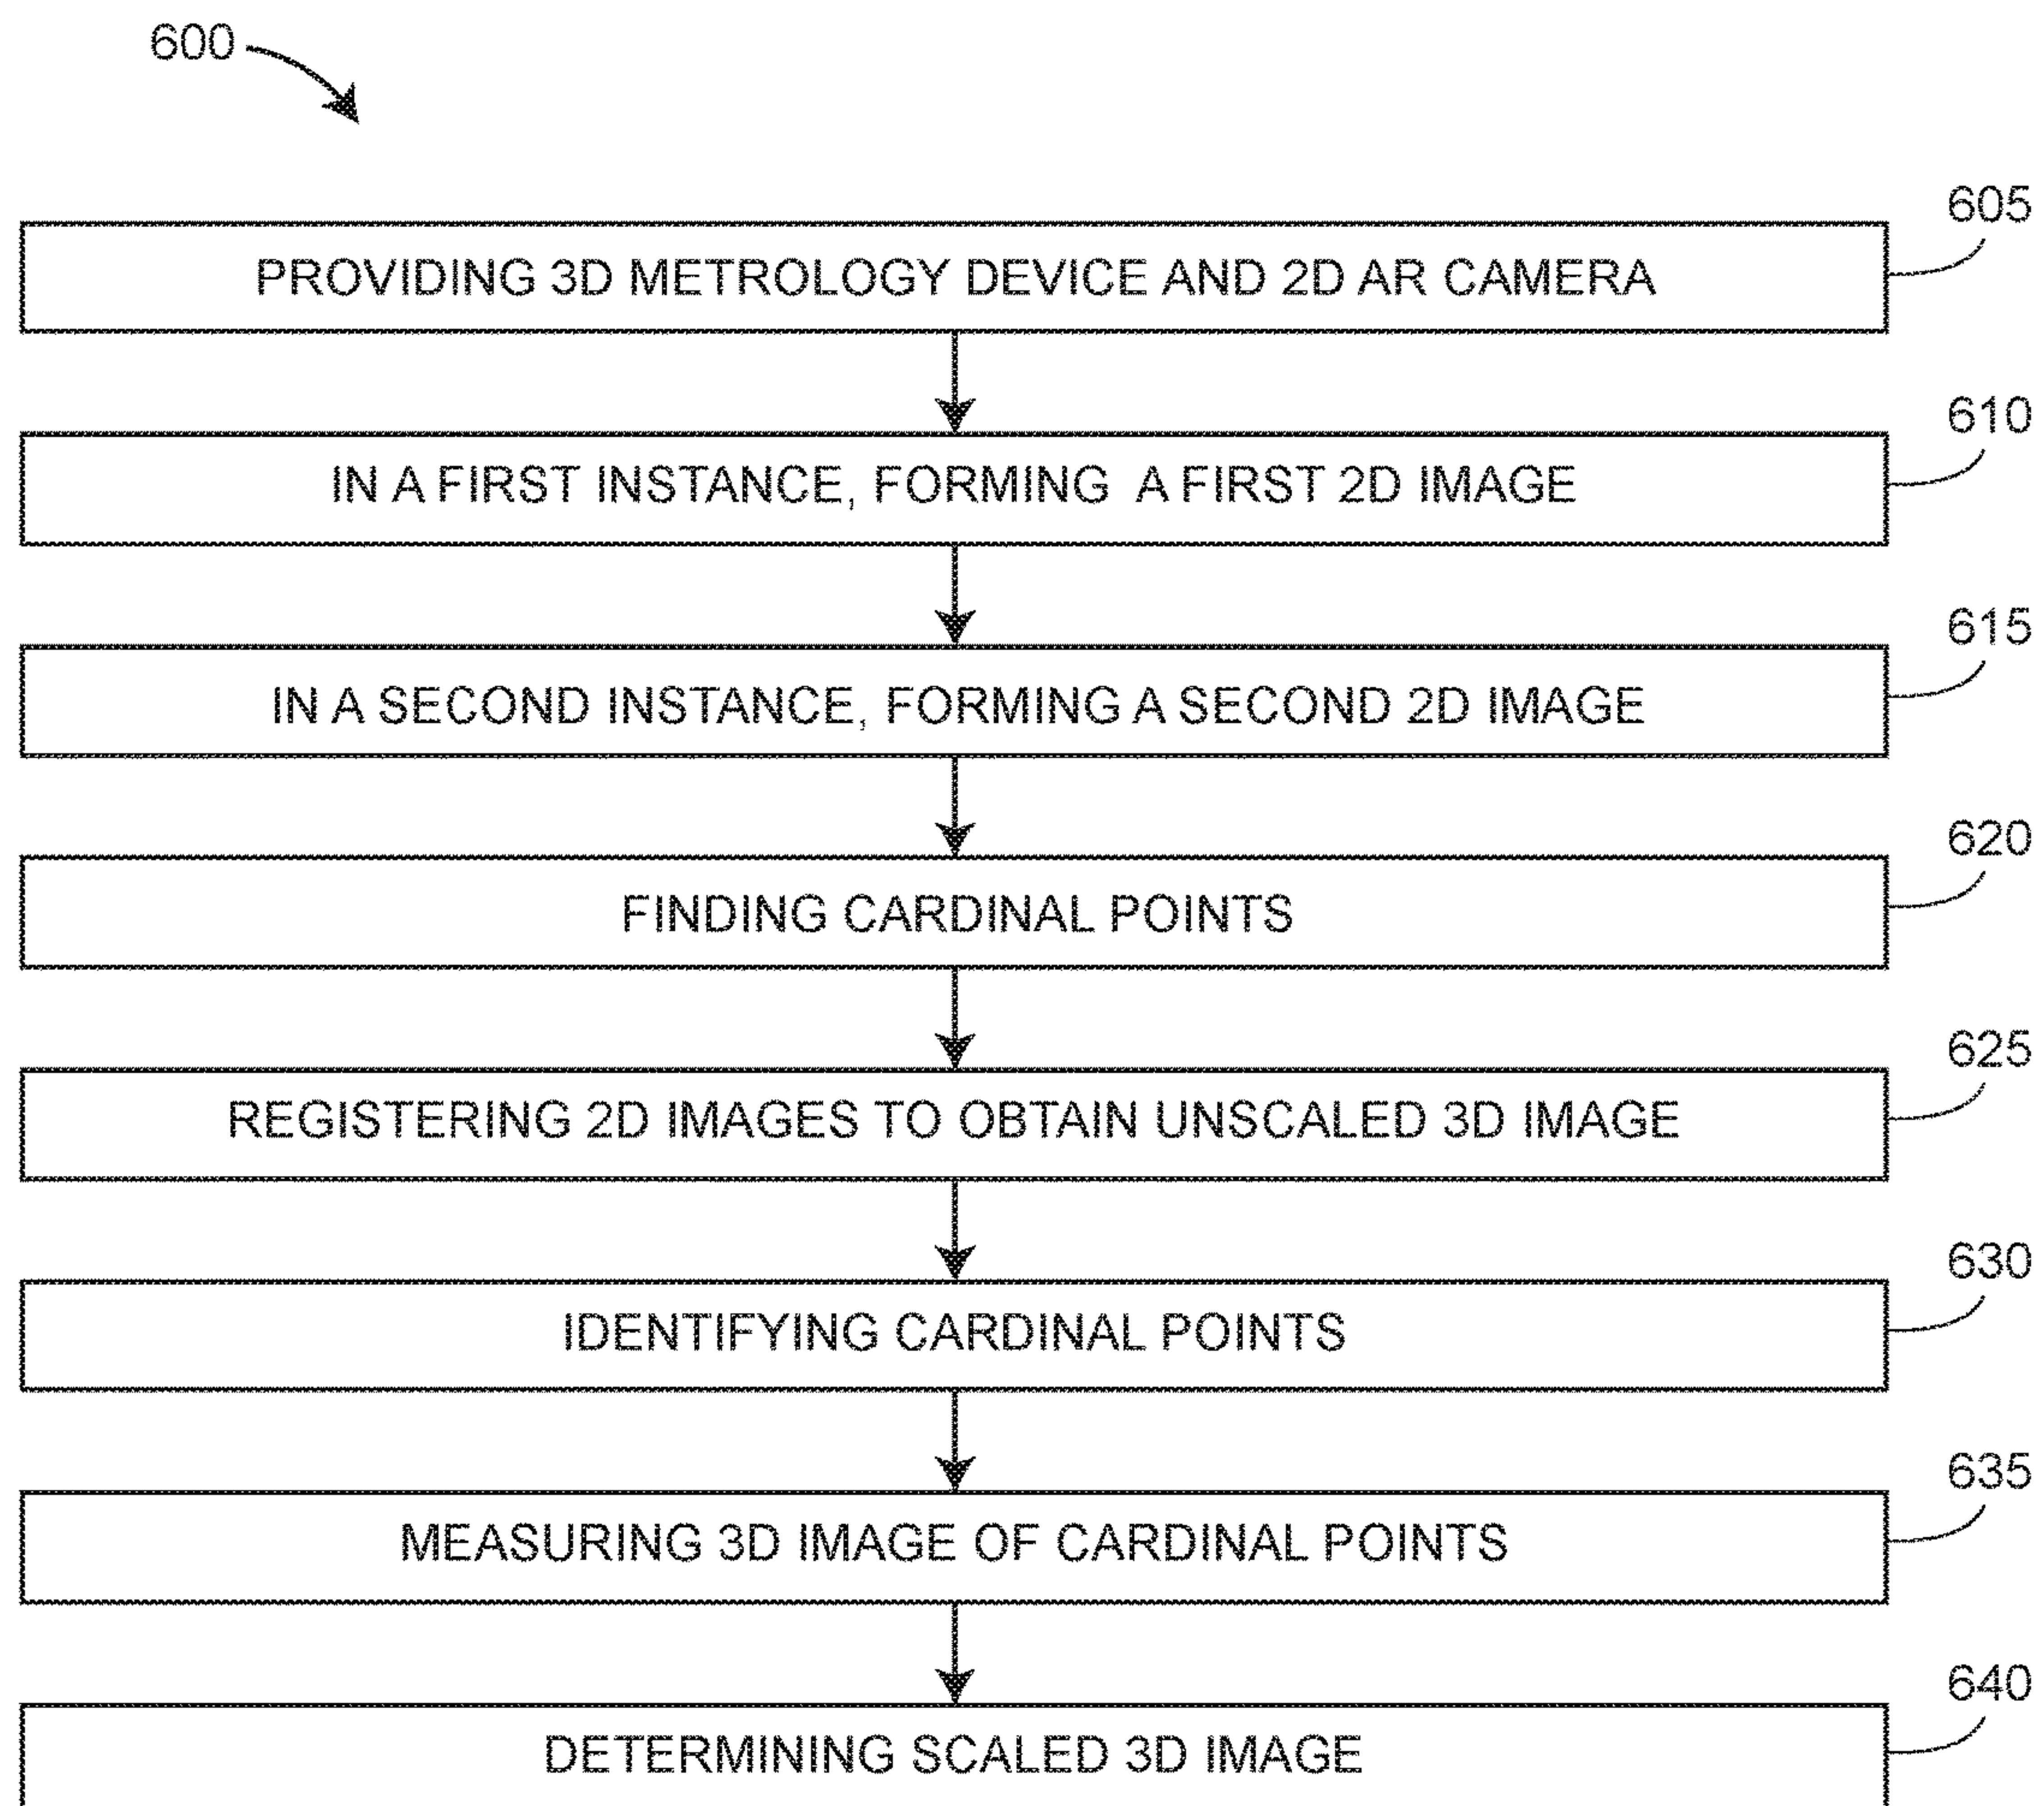 600
605
PROVIDING 3D METROLOGY DEVICE AND 2D AR CAMERA
610
IN A FIRST INSTANCE, FORMING A FIRST 2D IMAGE
615
IN A SECOND INSTANCE, FORMING A SECOND 2D IMAGE
620
FINDING CARDINAL POINTS
625
REGISTERING 2D IMAGES TO OBTAIN UNSCALED 3D IMAGE
630
IDENTIFYING CARDINAL POINTS
635
MEASURING 3D IMAGE OF CARDINAL POINTS
640
DETERMINING SCALED 3D IMAGE